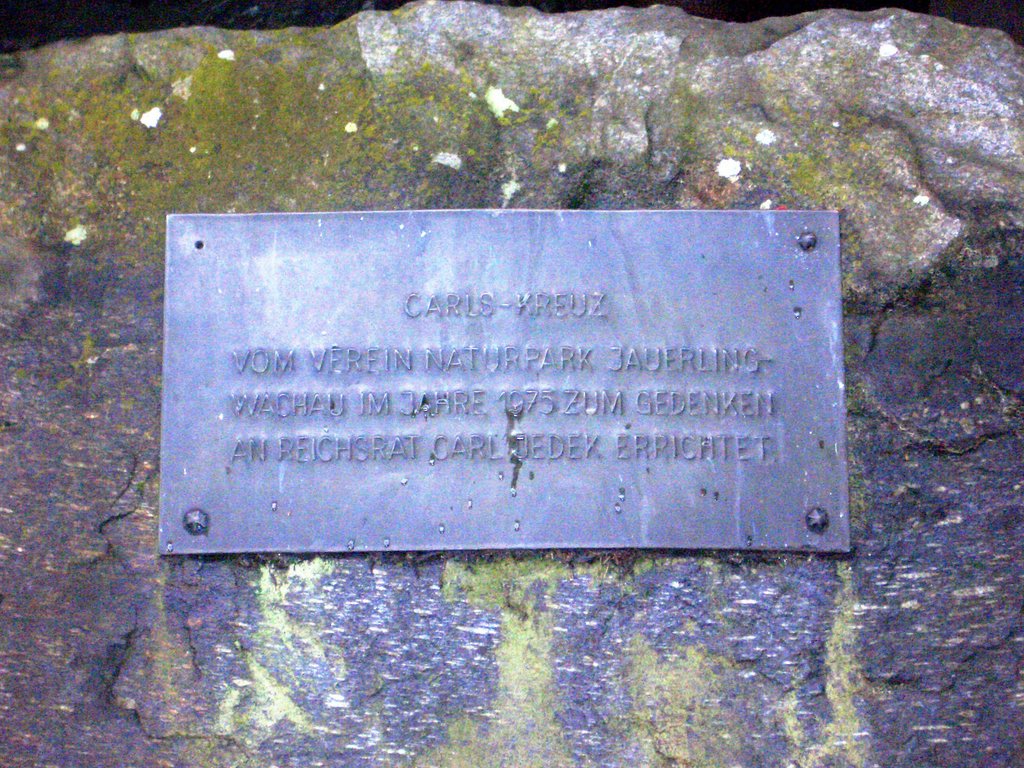 CARLS-KREUZ
VOM VEREIN NATURPARK JAUERLING-
WACHAU IM JAHRE 1975 ZUM GEDENKEN
AN REICHSRAT CARL JEDEK ERRICHTET.